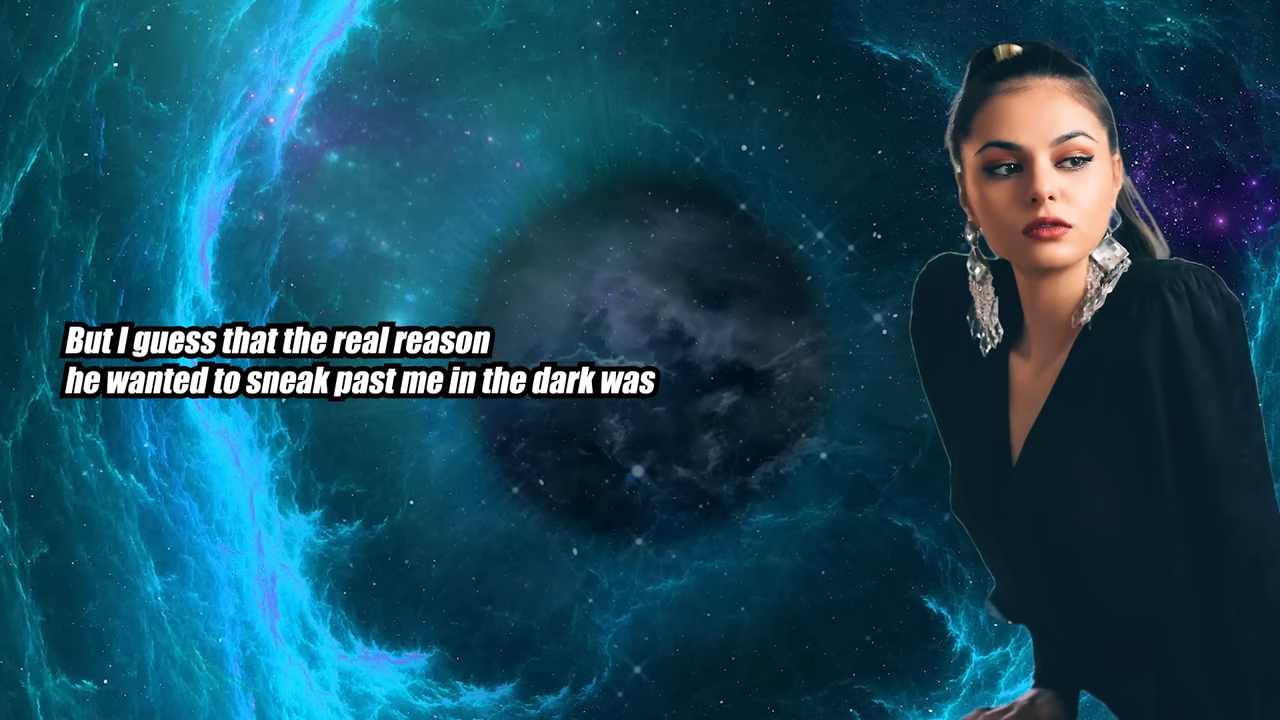 But I guess that the real reason
he wanted to sneak past me in the dark was